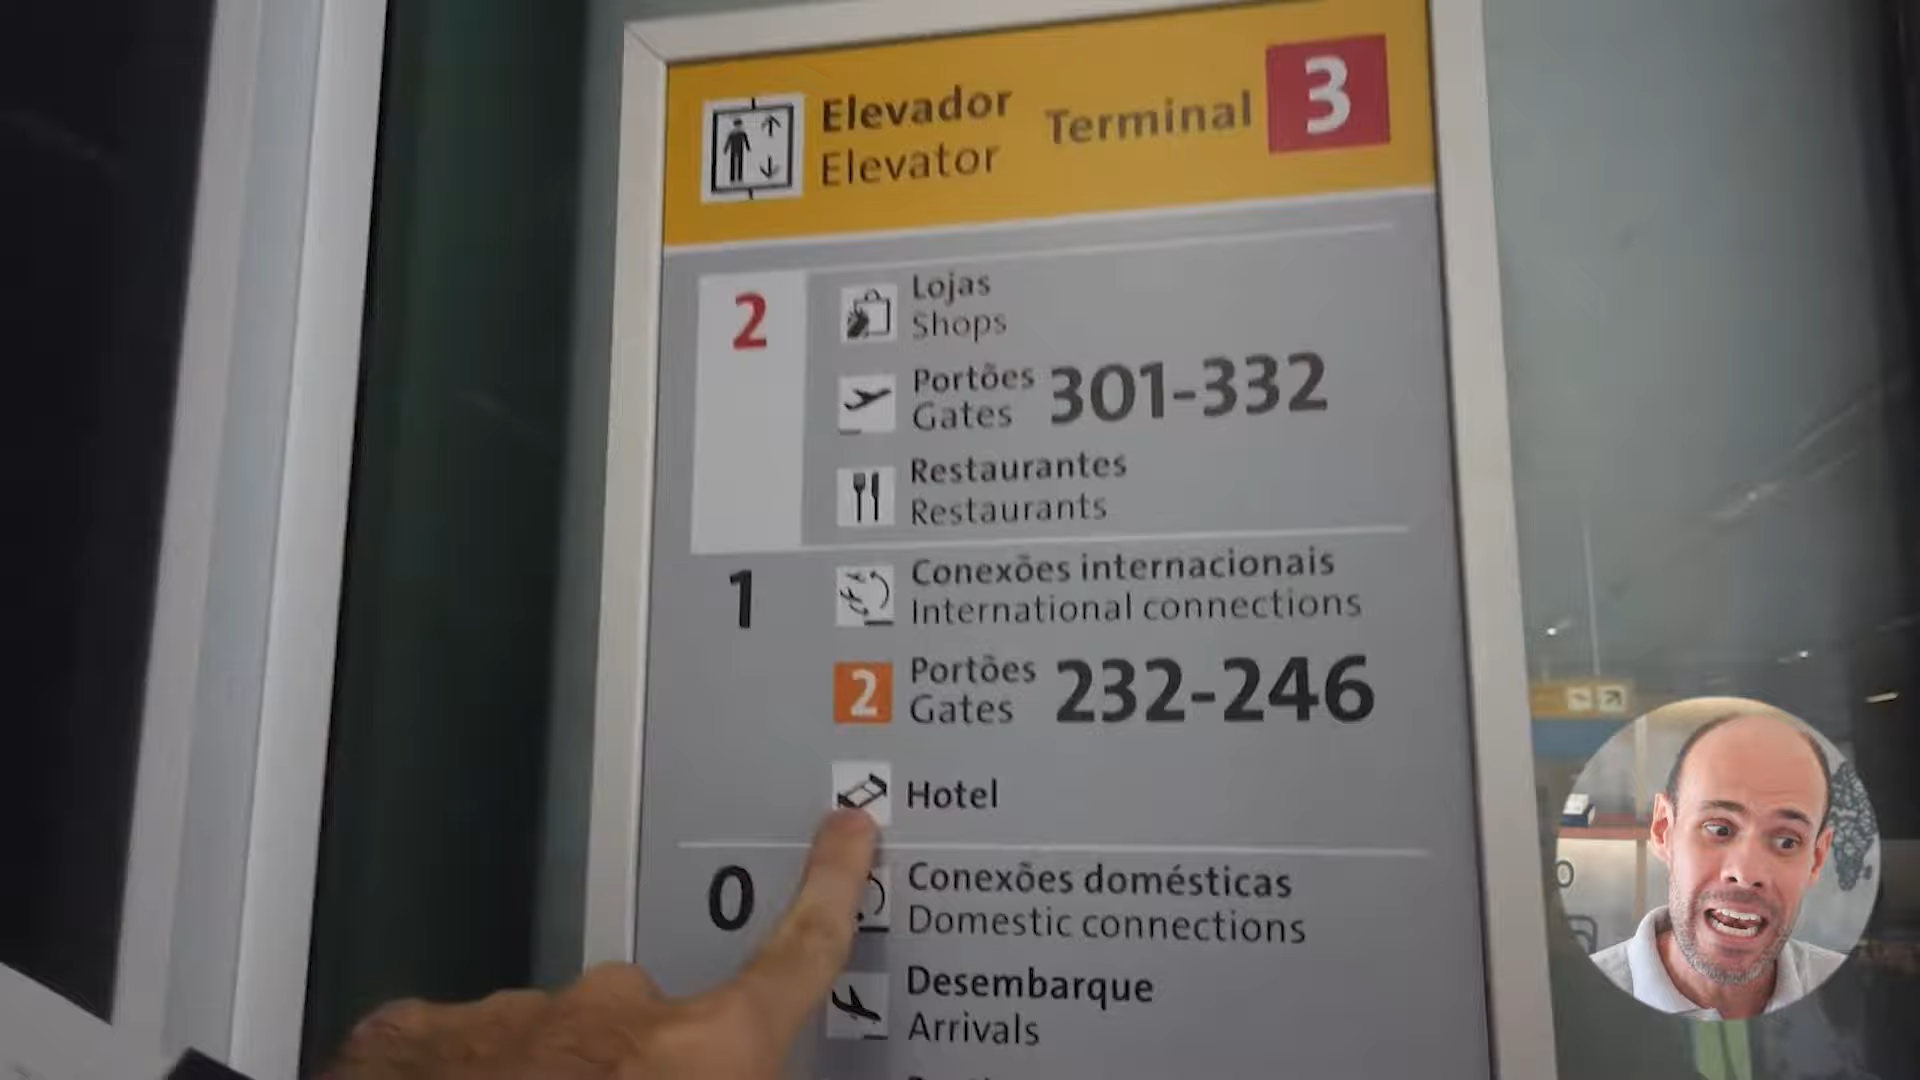 Elevador
Elevator
Terminal 3
2
Lojas
Shops
Portões
Gates
301-332
Restaurantes
Restaurants
1
Conexões internacionais
International connections
2
Portões
Gates
232-246
Hotel
0
Conexões domésticas
Domestic connections
Desembarque
Arrivals